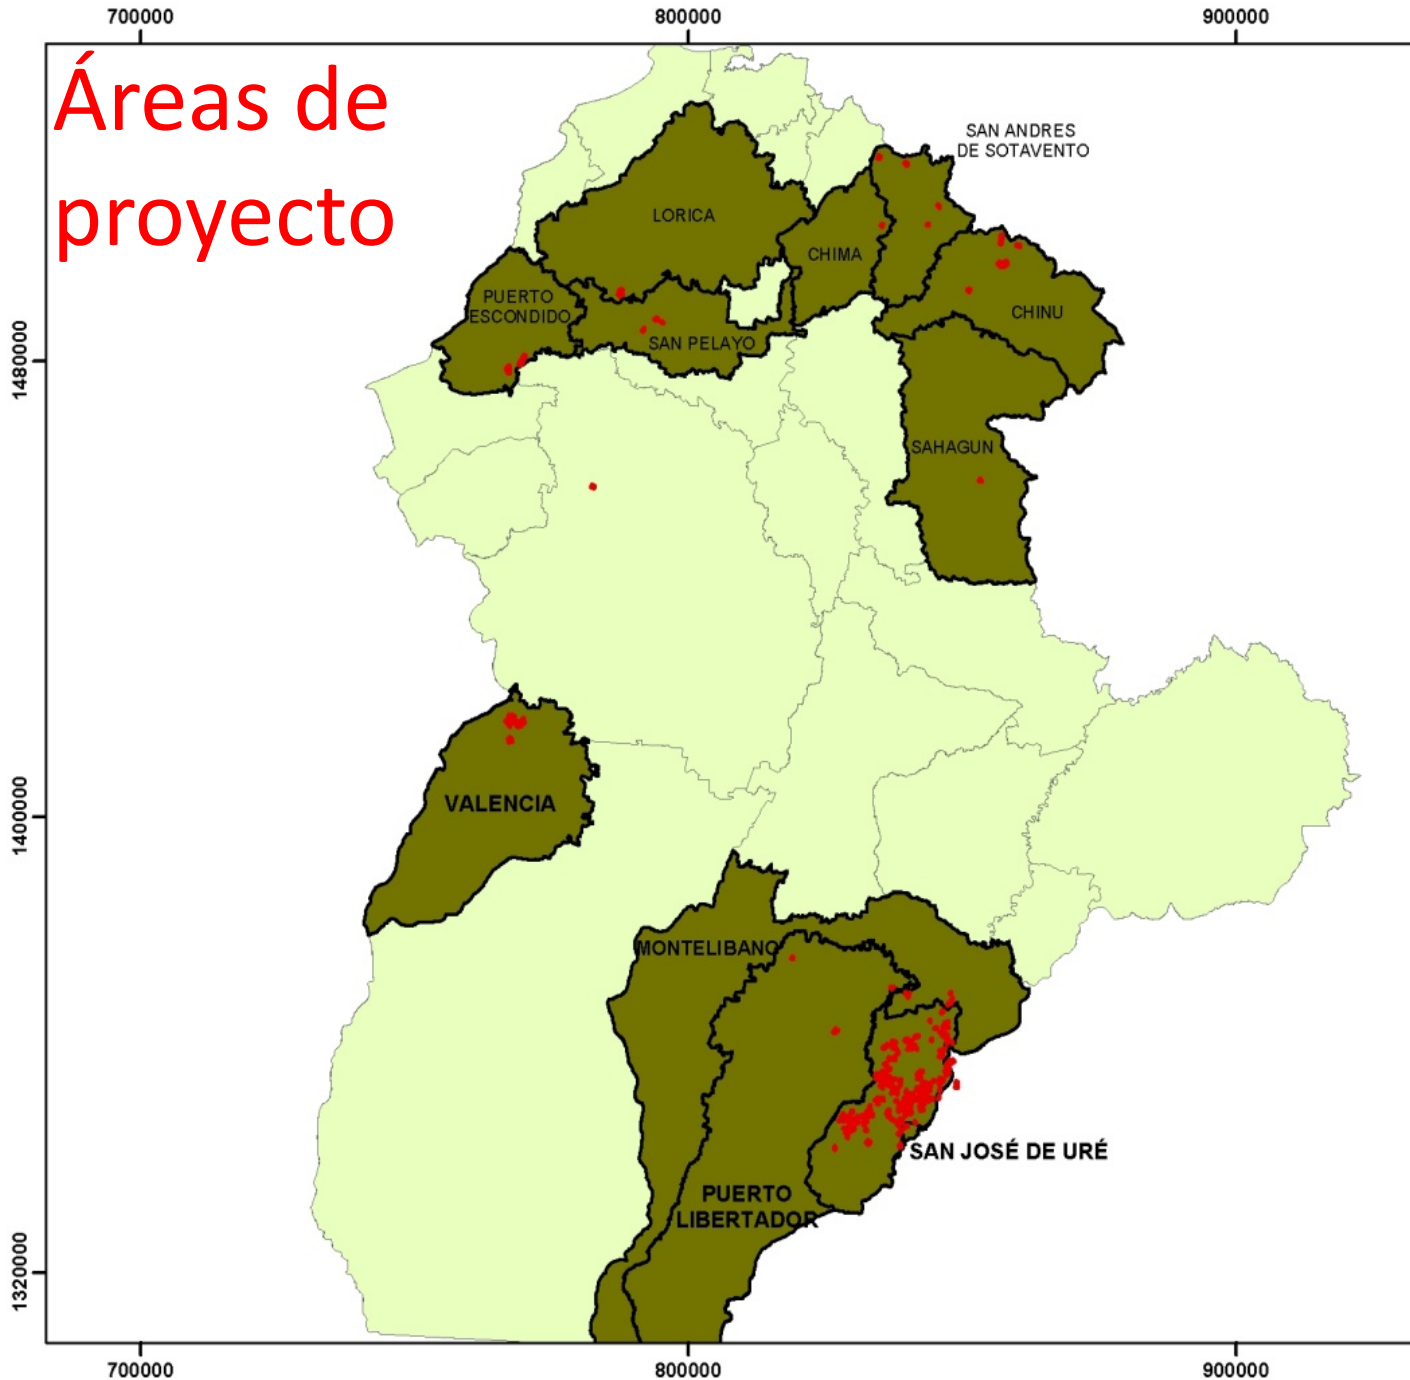 700000
800000
900000
Áreas de
proyecto
SAN ANDRES
DE SOTAVENTO
LORICA
CHIMA
PUERTO
ESCONDIDO
CHINU
SAN PELAYO
1480000
SAHAGUN
VALENCIA
1400000
MONTELIBANO
SAN JOSÉ DE URÉ
PUERTO
LIBERTADOR
1320000
700000
800000
900000